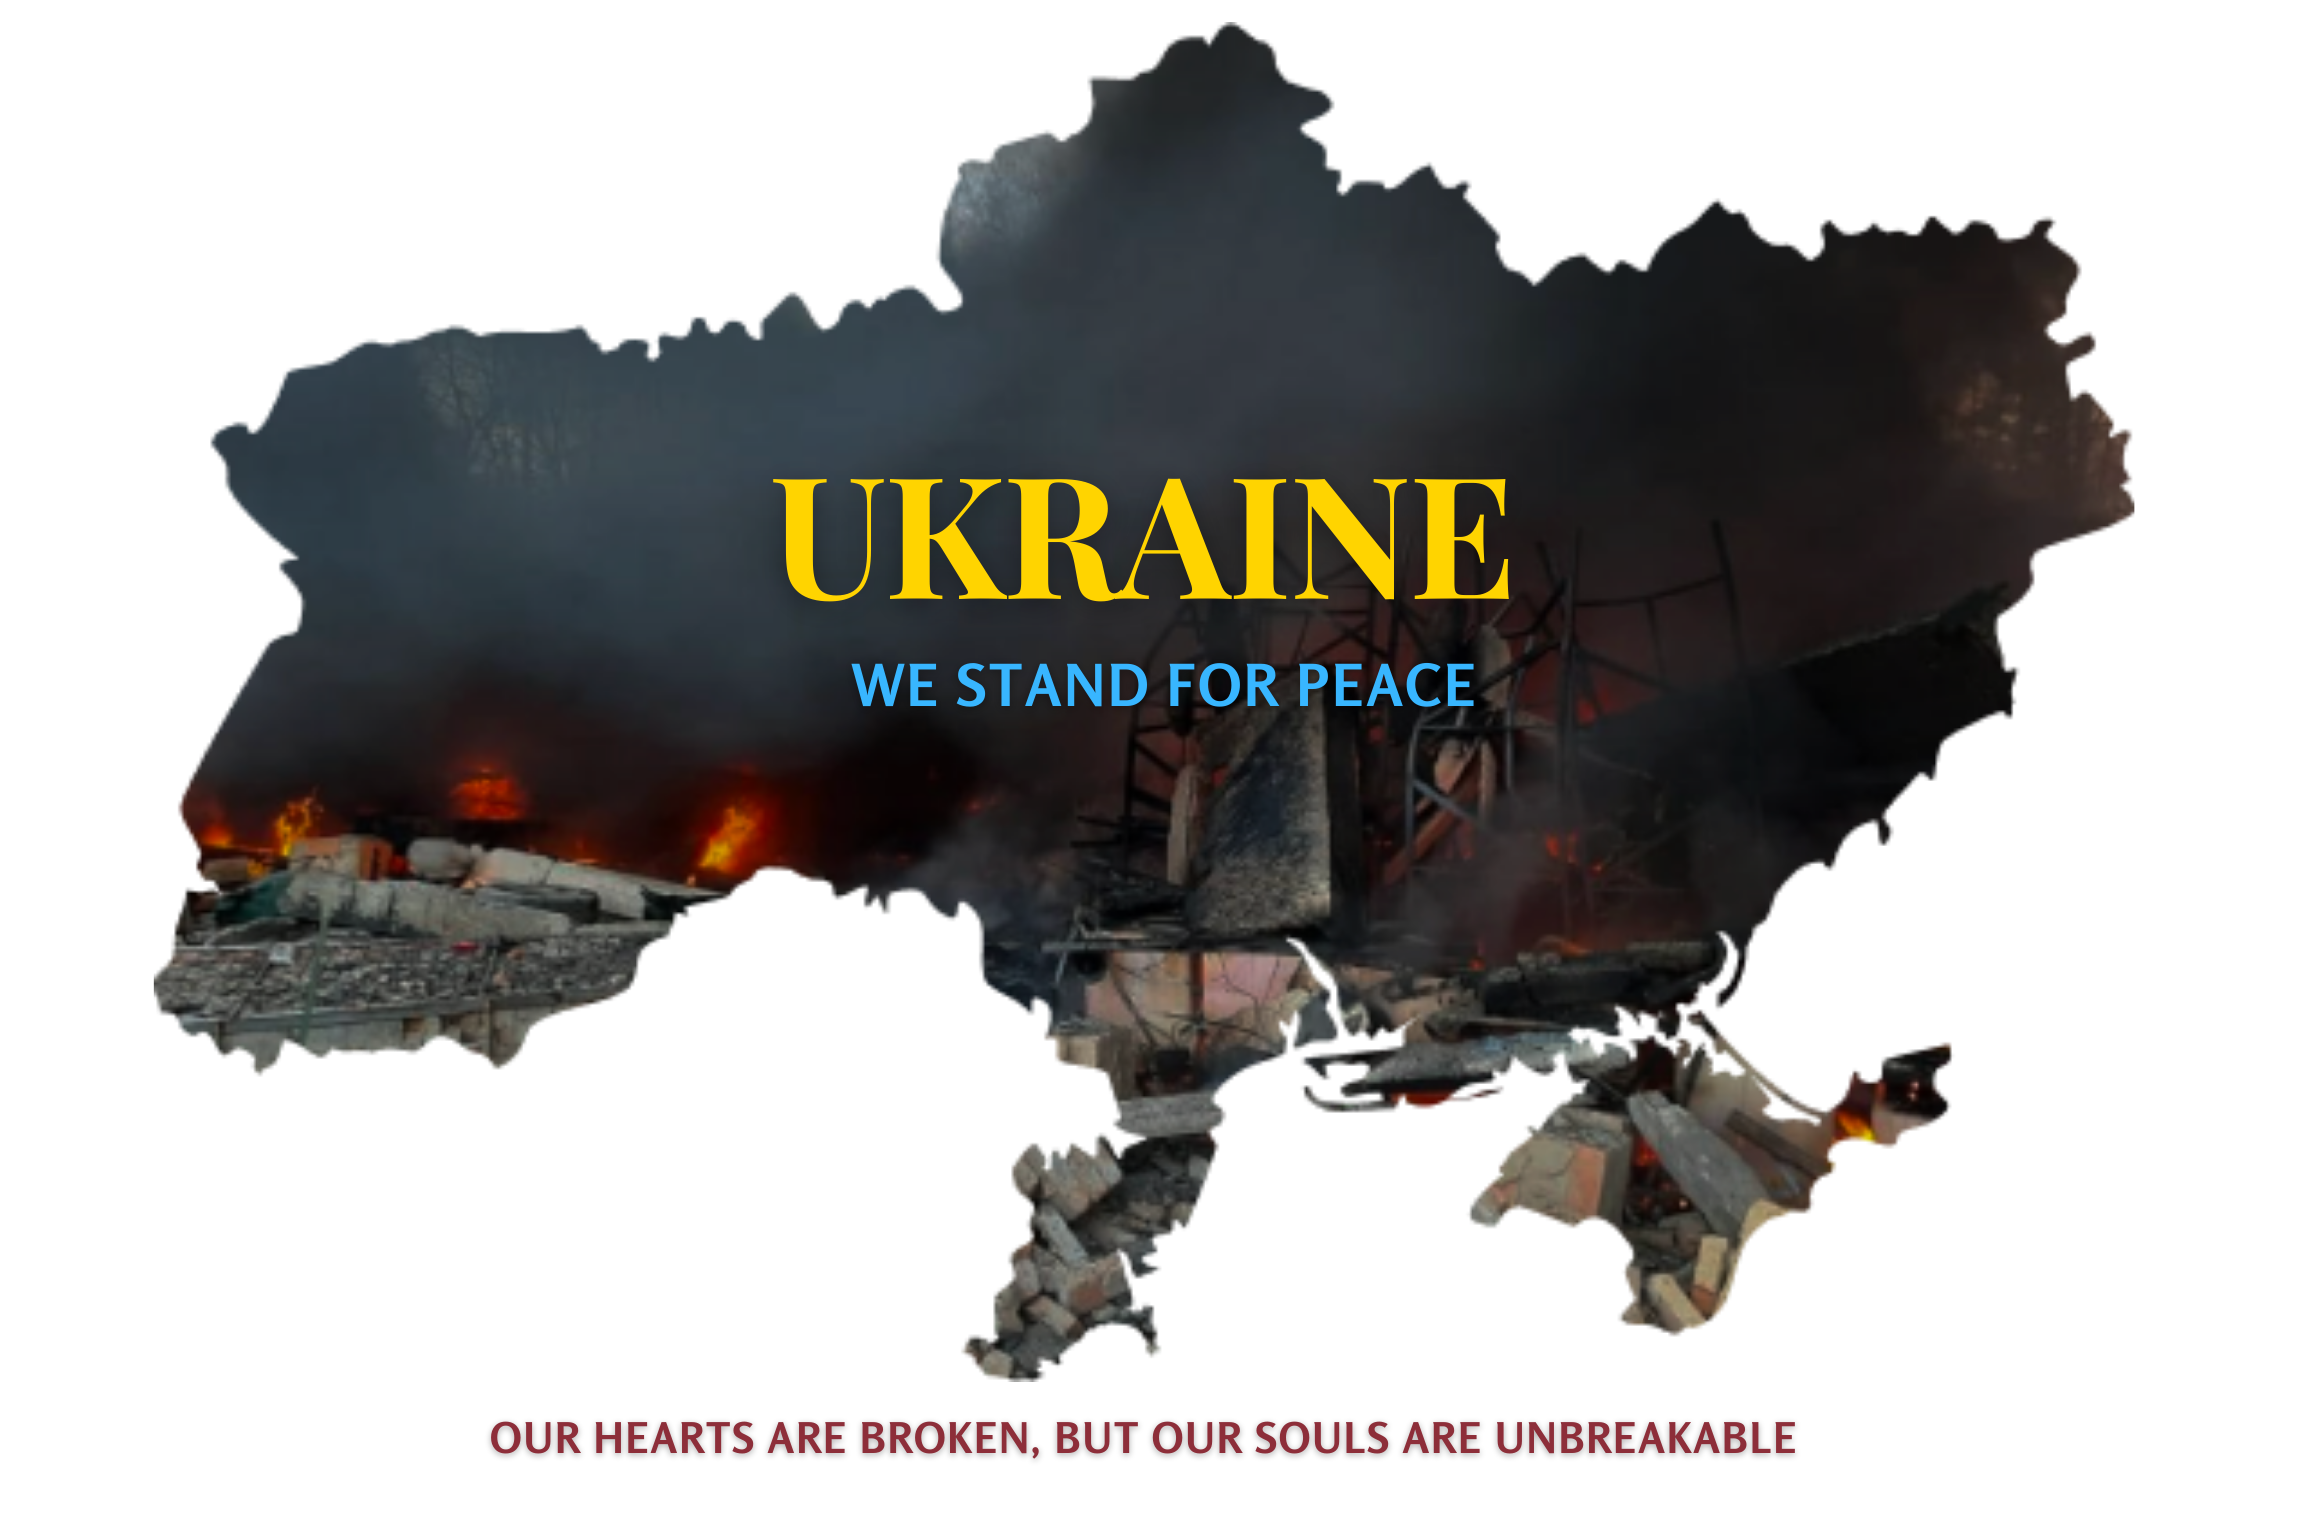 UKRAINE
WE STAND FOR PEACE
OUR HEARTS ARE BROKEN, BUT OUR SOULS ARE UNBREAKABLE